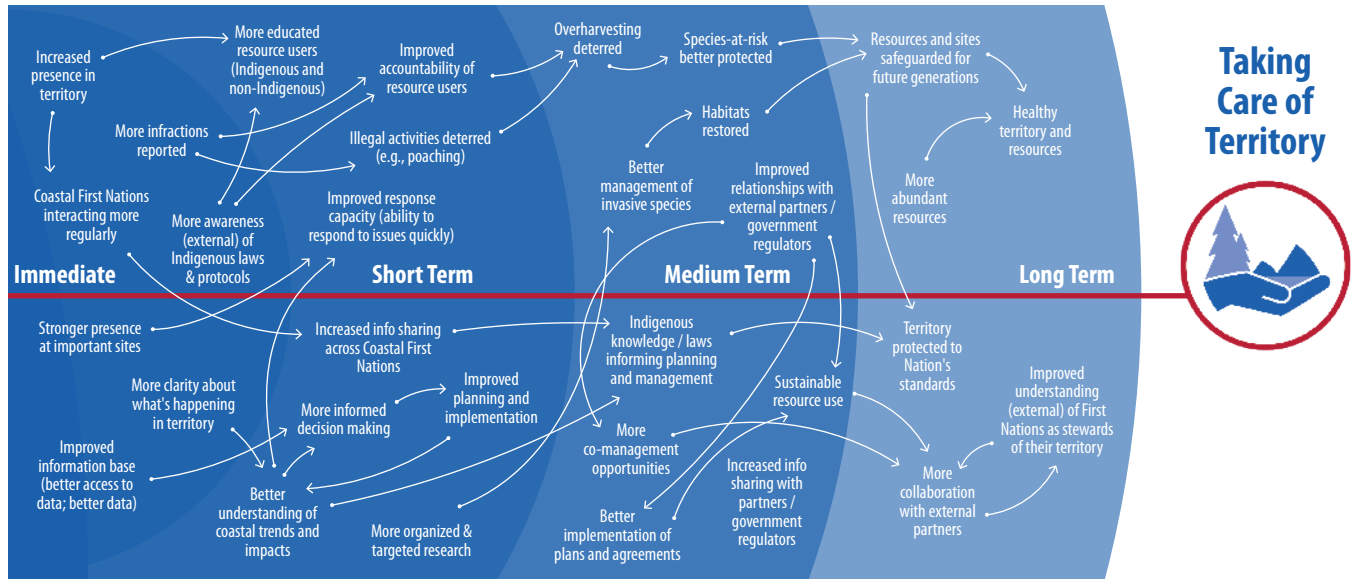 Increased
presence in
territory
More educated
resource users
(Indigenous and
non-Indigenous)
Improved
accountability of
resource users
Overharvesting
deterred
Species-at-risk
better protected
Resources and sites
safeguarded for
future generations
Taking
Care of
Territory
More infractions
reported
Illegal activities deterred
(e.g., poaching)
Habitats
restored
Healthy
territory and
resources
Coastal First Nations
interacting more
regularly
More awareness
(external) of
Indigenous laws
& protocols
Improved response
capacity (ability to
respond to issues quickly)
Better
management of
invasive species
Improved
relationships with
external partners /
government
regulators
More
abundant
resources
Immediate
Short Term
Medium Term
Long Term
Stronger presence
at important sites
Increased info sharing
across Coastal First
Nations
Indigenous
knowledge / laws
informing planning
and management
Territory
protected to
Nation's
standards
More clarity about
what's happening
in territory
More informed
decision making
Improved
planning and
implementation
Sustainable
resource use
Improved
understanding
(external) of First
Nations as stewards
of their territory
Improved
information base
(better access to
data; better data)
Better
understanding of
coastal trends and
impacts
More organized &
targeted research
More
co-management
opportunities
Better
implementation of
plans and agreements
Increased info
sharing with
partners /
government
regulators
More
collaboration
with external
partners